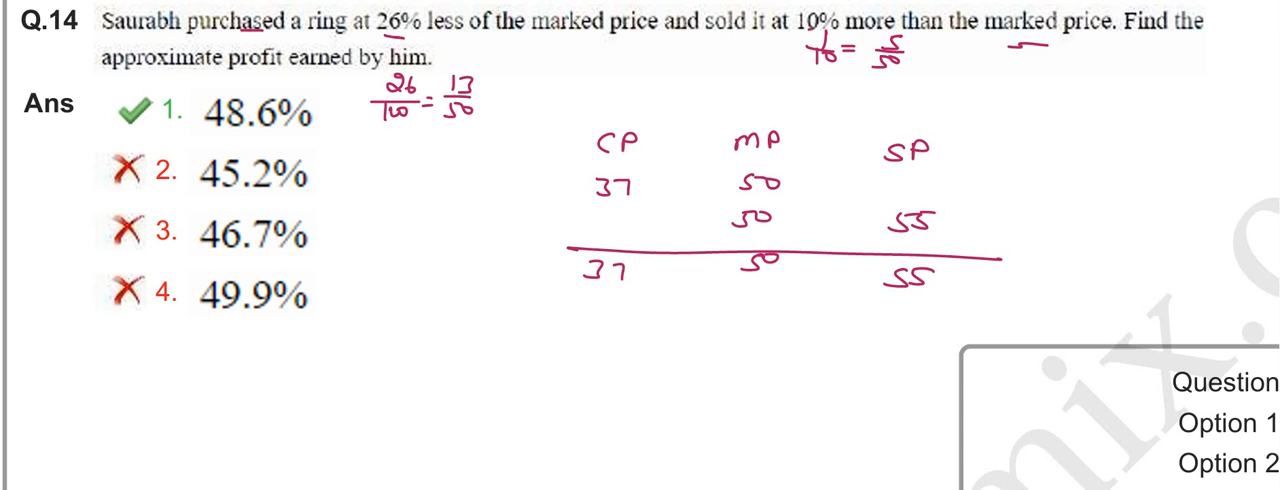 Q.14 Saurabh purchased a ring at 26% less of the marked price and sold it at 10% more than the marked price. Find the
approximate profit earned by him.
1/10 = 5/50
26/100 = 13/50
Ans
1. 48.6%
2. 45.2%
3. 46.7%
4. 49.9%
CP MP SP
37 50
50 55
37 50 55
mix.c
Question
Option 1
Option 2